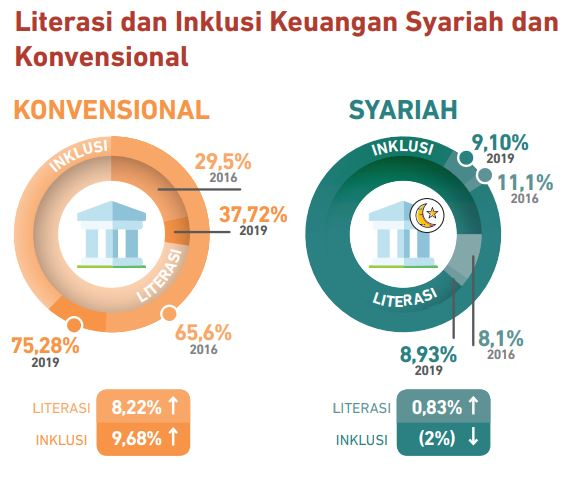 Literasi dan Inklusi Keuangan Syariah dan
Konvensional
KONVENSIONAL
INKLUSI
29,5%
2016
37,72%
2019
LITERASI
75,28%
2019
65,6%
2016
LITERASI 8,22% ↑
INKLUSI 9,68% ↑
SYARIAH
INKLUSI
9,10%
2019
11,1%
2016
LITERASI
8,1%
2016
8,93%
2019
LITERASI 0,83% ↑
INKLUSI (2%) ↓